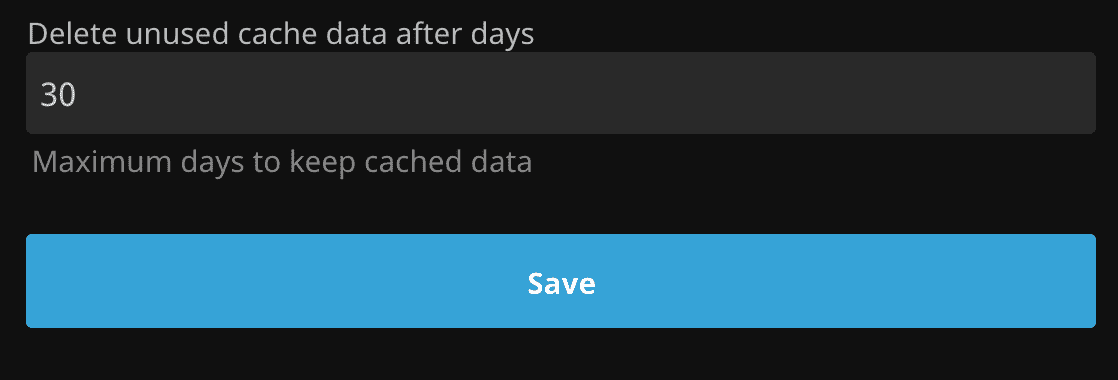 Delete unused cache data after days
30
Maximum days to keep cached data
Save